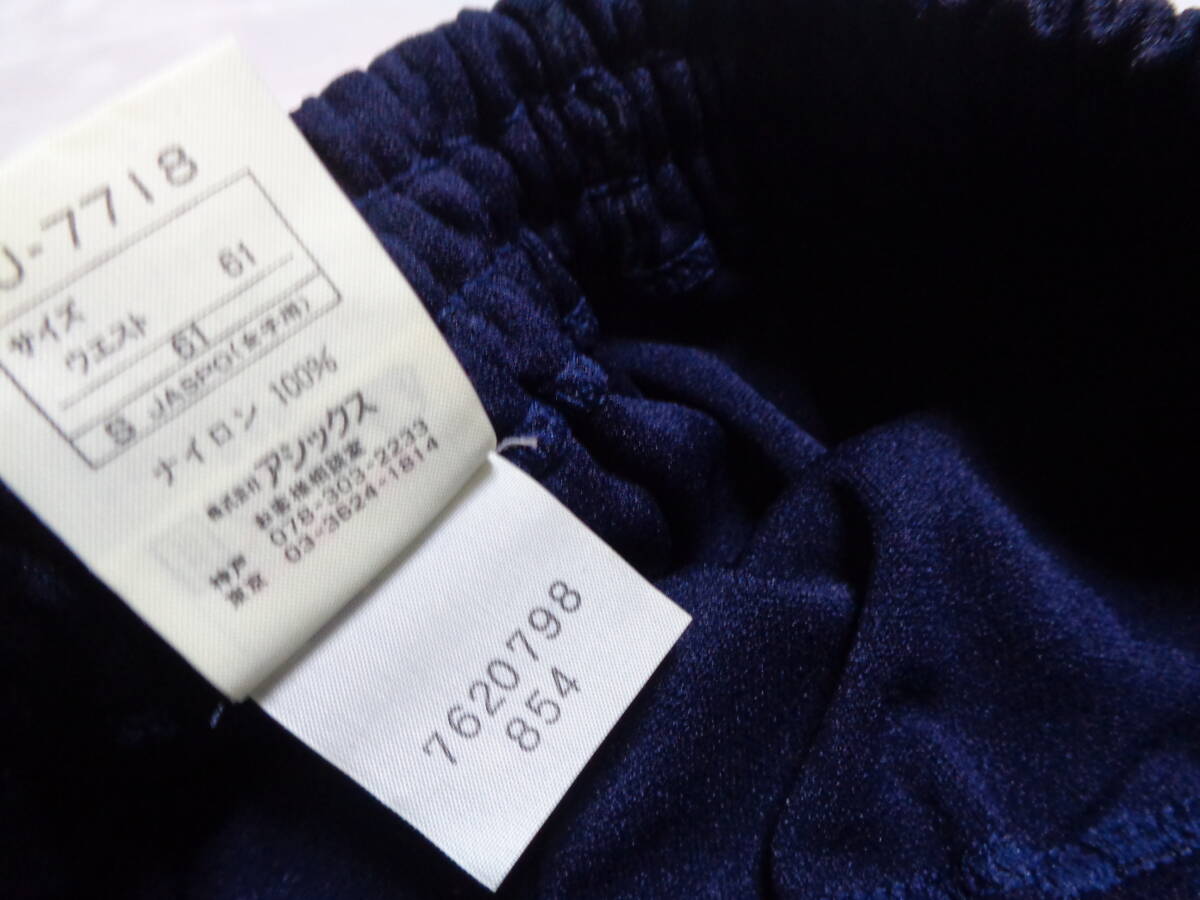 J-7718
サイズ 61
ウエスト 61
S JASPO(女子用)
ナイロン 100%
株式会社アシックス
お客様相談室
神戸 078-303-2233
東京 03-3624-1814
7620798
854